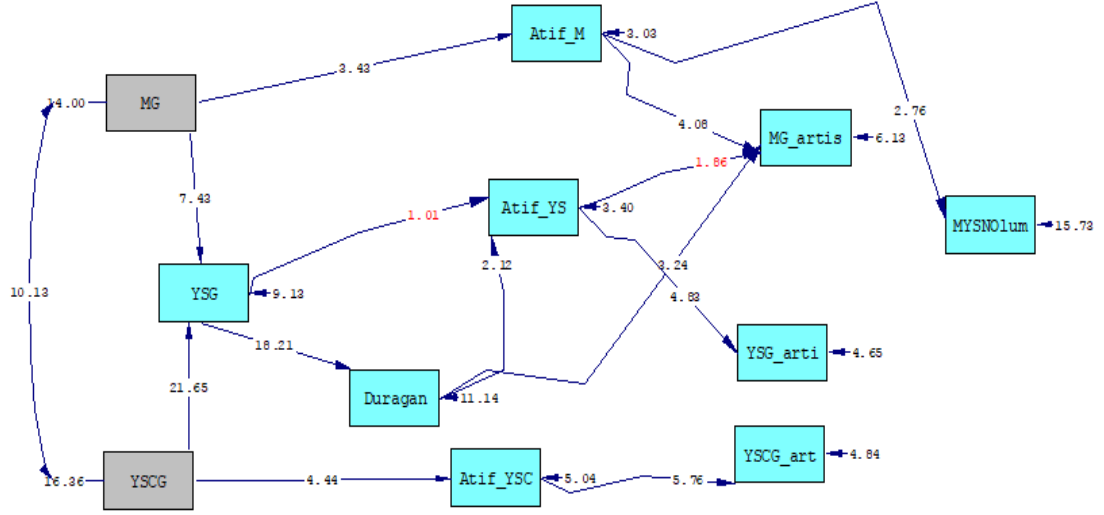 Atif_M
3.03
3.43
14.00
MG
2.76
4.08
MG_artis
6.13
1.86
7.43
Atif_YS
3.40
1.01
MYSNOlum
15.73
2.12
3.24
10.13
YSG
9.13
4.83
18.21
YSG_arti
4.65
21.65
Duragan
11.14
YSCG_art
4.84
16.36
YSCG
4.44
Atif_YSC
5.04
5.76